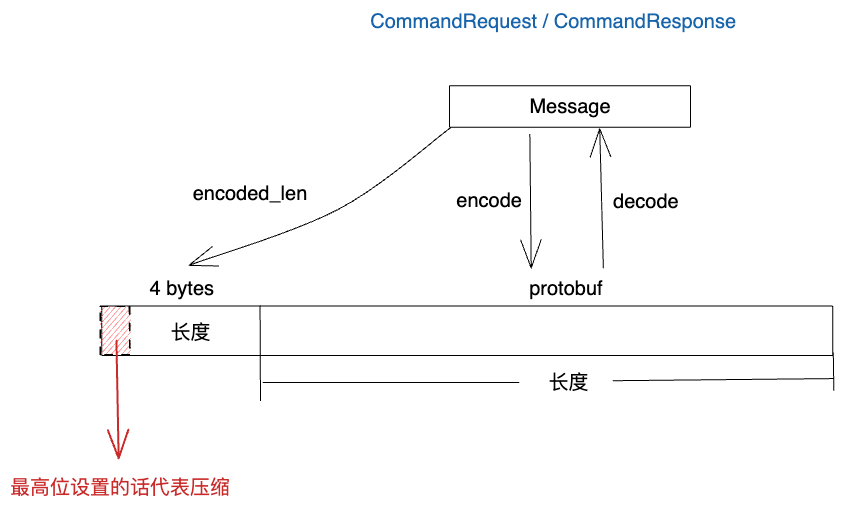 CommandRequest / CommandResponse
Message
encoded_len
encode
decode
4 bytes
protobuf
长度
长度
最高位设置的话代表压缩